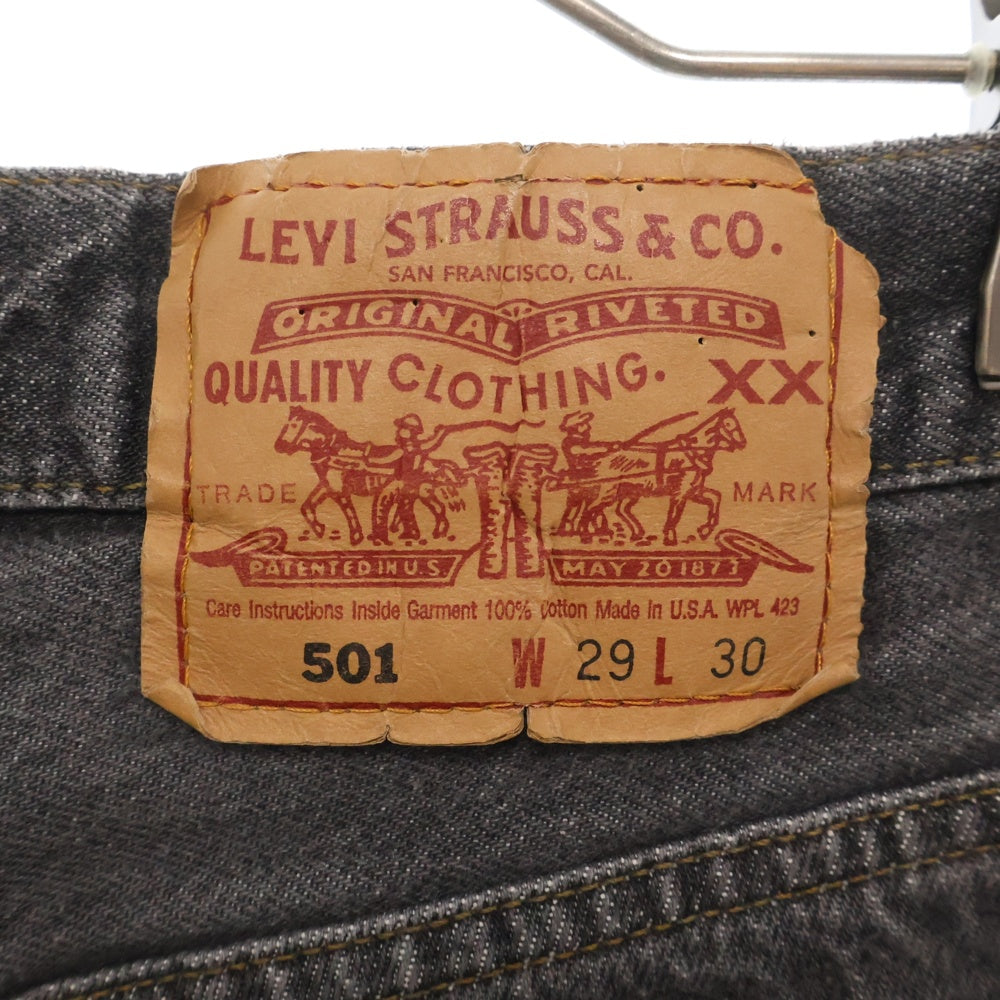 LEVI STRAUSS & CO.
SAN FRANCISCO, CAL.
ORIGINAL RIVETED
QUALITY CLOTHING. XX
TRADE MARK
PATENTED IN U.S. MAY 20 1873
Care Instructions Inside Garment 100% Cotton Made in U.S.A. WPL 423
501 W 29 L 30